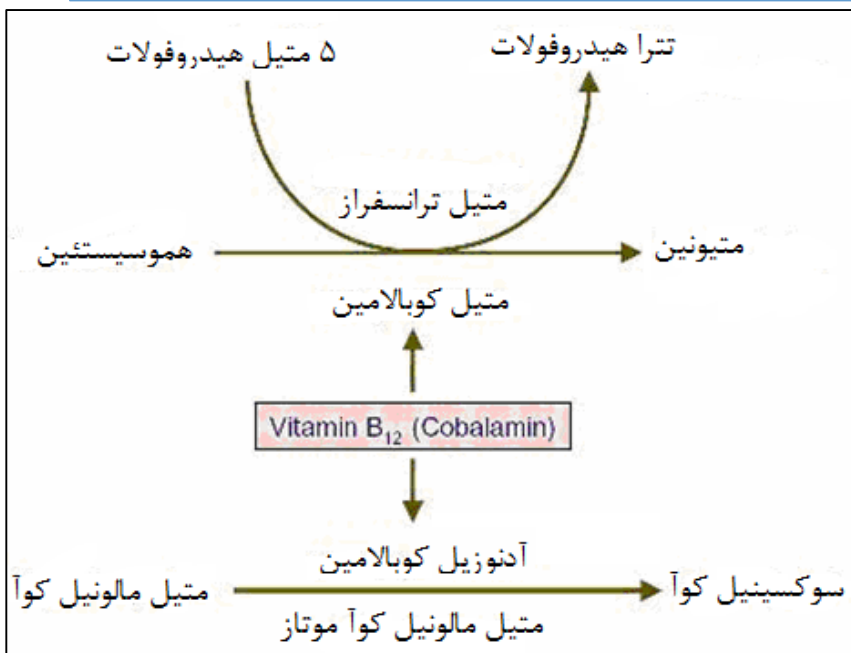 ۵ متیل هیدروفولات
تترا هیدروفولات
متیل ترانسفراز
هموسیستئین
متیونین
متیل کوبالامین
Vitamin B₁₂ (Cobalamin)
آدنوزیل کوبالامین
متیل مالونیل کوآ
سوکسینیل کوآ
متیل مالونیل کوآ موتاز